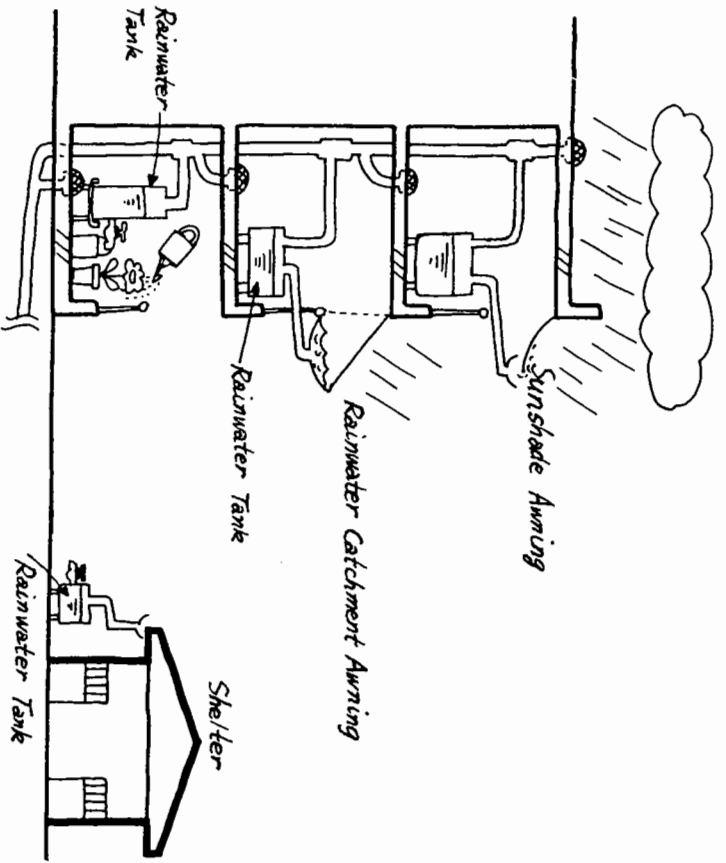 Sunshade Awning
Rainwater Catchment Awning
Rainwater
Tank
Rainwater Tank
Shelter
Rainwater Tank